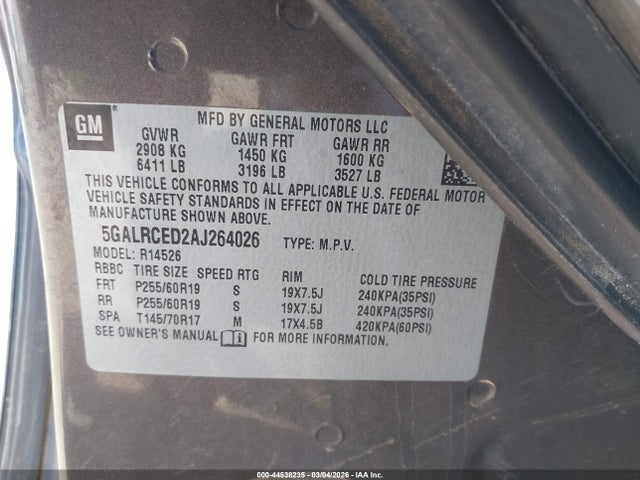 GM
MFD BY GENERAL MOTORS LLC
GVWR GAWR FRT GAWR RR
2908 KG 1450 KG 1600 KG
6411 LB 3196 LB 3527 LB
THIS VEHICLE CONFORMS TO ALL APPLICABLE U.S. FEDERAL MOTOR
VEHICLE SAFETY STANDARDS IN EFFECT ON THE DATE OF
MANUFACTURE SHOWN ABOVE.
5GALRCED2AJ264026 TYPE: M.P.V.
MODEL: R14526
RBBC TIRE SIZE SPEED RTG RIM COLD TIRE PRESSURE
FRT P255/60R19 S 19X7.5J 240KPA(35PSI)
RR P255/60R19 S 19X7.5J 240KPA(35PSI)
SPA T145/70R17 M 17X4.5B 420KPA(60PSI)
SEE OWNER'S MANUAL FOR MORE INFORMATION.
000-44538235 - 03/04/2026 - IAA Inc.